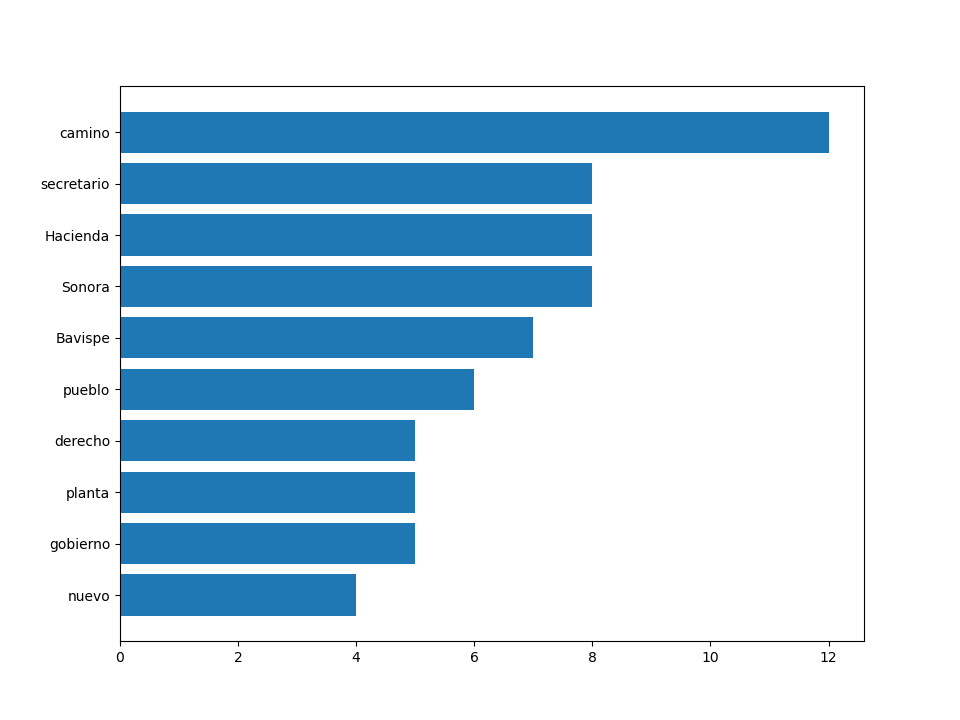 camino
secretario
Hacienda
Sonora
Bavispe
pueblo
derecho
planta
gobierno
nuevo
0 2 4 6 8 10 12